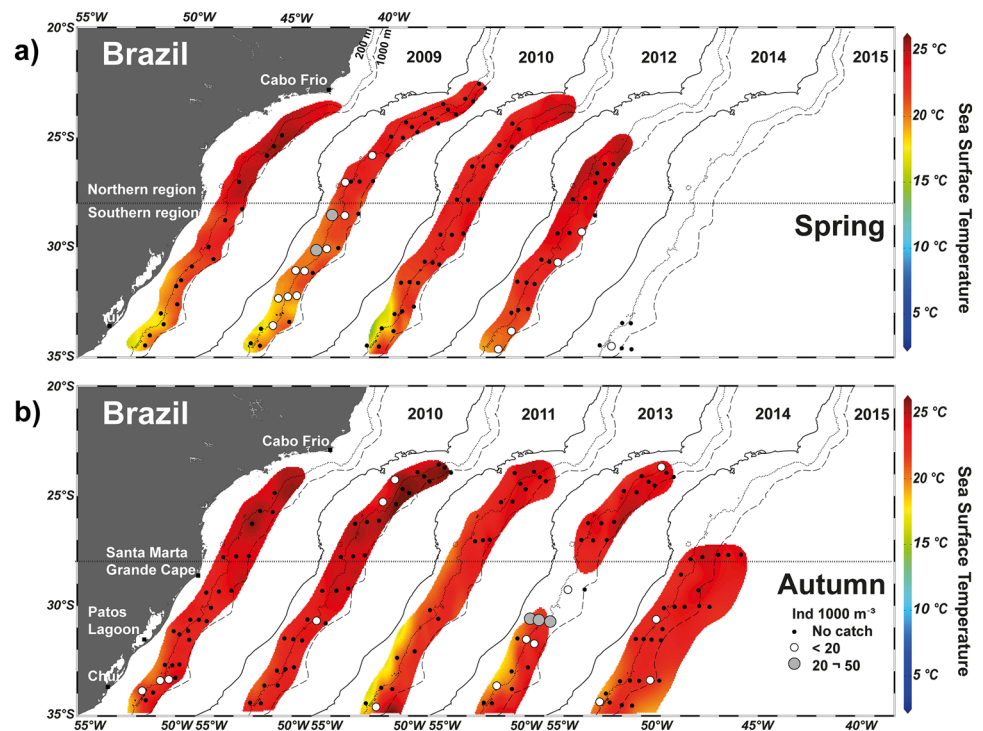 55°W 50°W 45°W 40°W
20°S
a)
Brazil
200 m
1000 m
2009 2010 2012 2014 2015
25 °C
Cabo Frio
20 °C
25°S
Northern region
15 °C
Southern region
Spring
30°S
10 °C
5 °C
35°S
Sea Surface Temperature
20°S
b)
Brazil
2010 2011 2013 2014 2015
25 °C
Cabo Frio
20 °C
25°S
15 °C
Santa Marta
Grande Cape
Autumn
30°S
10 °C
Ind 1000 m⁻³
Patos
Lagoon
No catch
< 20
20 ¬ 50
Chuí
5 °C
35°S
Sea Surface Temperature
55°W 50°W 55°W 50°W 55°W 50°W 55°W 50°W 55°W 50°W 45°W 40°W